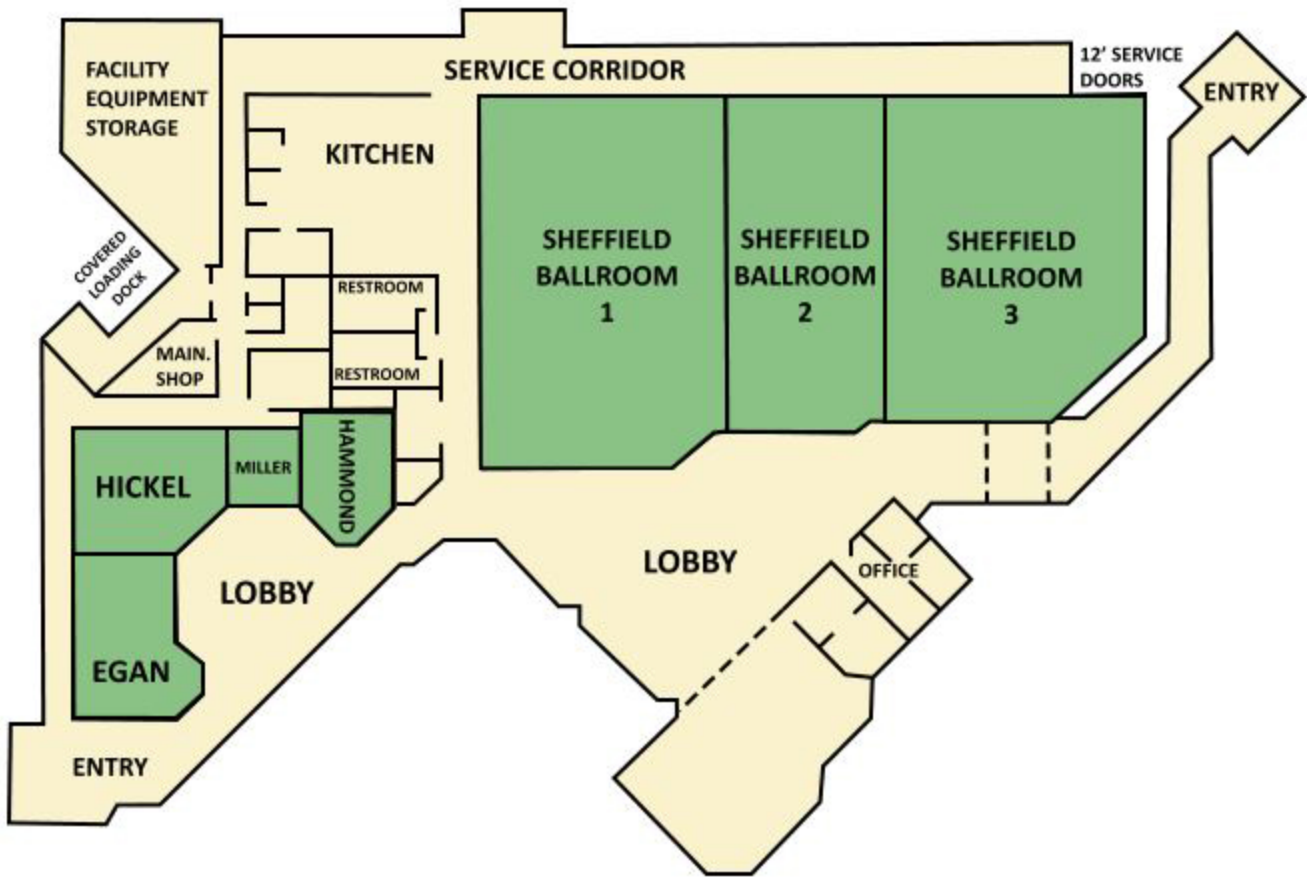 FACILITY
EQUIPMENT
STORAGE
SERVICE CORRIDOR
12' SERVICE
DOORS
ENTRY
KITCHEN
COVERED
LOADING
DOCK
SHEFFIELD
BALLROOM
1
SHEFFIELD
BALLROOM
2
SHEFFIELD
BALLROOM
3
RESTROOM
MAIN.
SHOP
RESTROOM
HICKEL
MILLER
HAMMOND
LOBBY
LOBBY
OFFICE
EGAN
ENTRY